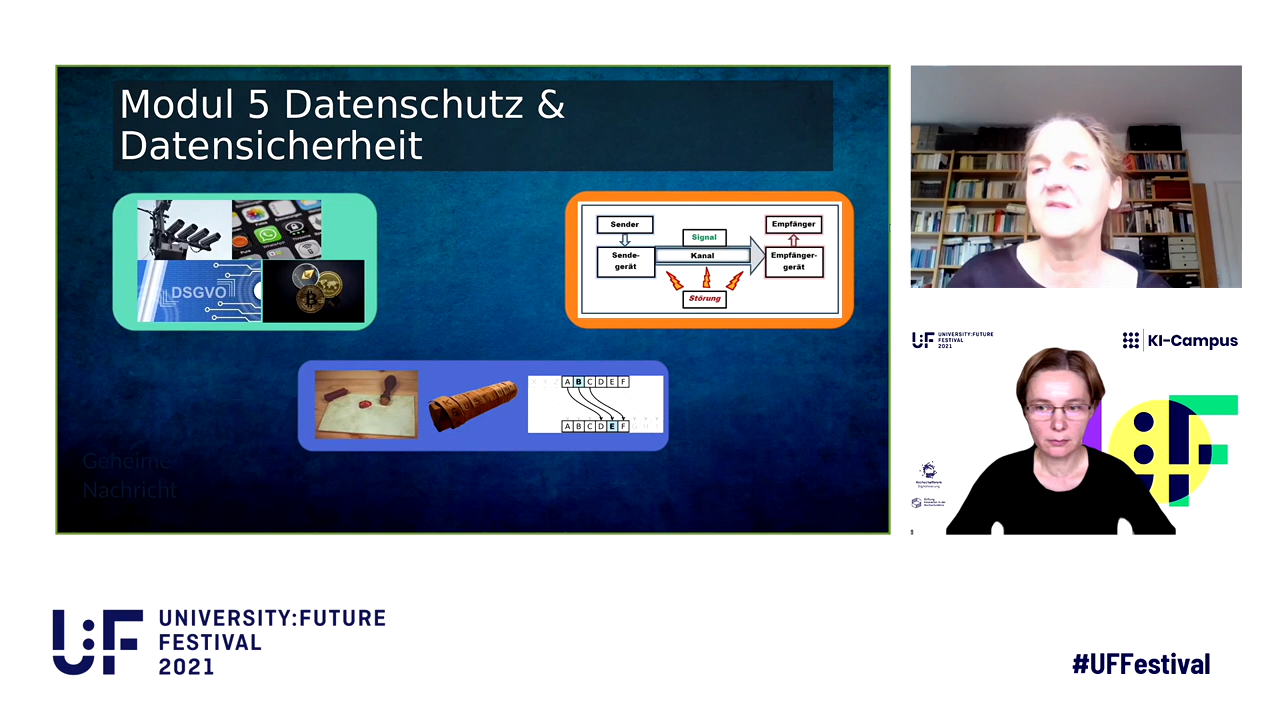 Modul 5 Datenschutz &
Datensicherheit
WhatsApp
DSGVO
Sender
Empfänger
Signal
Sende-
gerät
Kanal
Empfänger-
gerät
Störung
A B C D E F
A B C D E F
Geheime
Nachricht
UNIVERSITY:FUTURE
FESTIVAL
2021
KI-Campus
U:F
UNIVERSITY:FUTURE
FESTIVAL
2021
#UFFestival